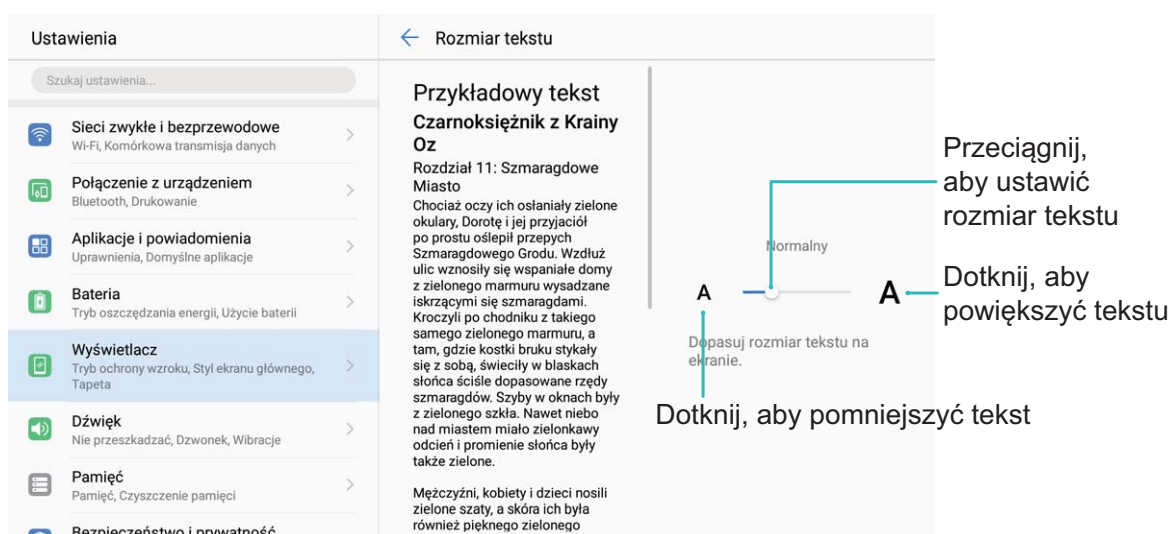 Ustawienia
Szukaj ustawienia...
Sieci zwykłe i bezprzewodowe
Wi-Fi, Komórkowa transmisja danych
Połączenie z urządzeniem
Bluetooth, Drukowanie
Aplikacje i powiadomienia
Uprawnienia, Domyślne aplikacje
Bateria
Tryb oszczędzania energii, Użycie baterii
Wyświetlacz
Tryb ochrony wzroku, Styl ekranu głównego,
Tapeta
Dźwięk
Nie przeszkadzać, Dzwonek, Wibracje
Pamięć
Pamięć, Czyszczenie pamięci
Bezpieczeństwo i prywatność
Rozmiar tekstu
Przykładowy tekst
Czarnoksiężnik z Krainy
Oz
Rozdział 11: Szmaragdowe
Miasto
Chociaż oczy ich osłaniały zielone
okulary, Dorotę i jej przyjaciół
po prostu oślepił przepych
Szmaragdowego Grodu. Wzdłuż
ulic wznosiły się wspaniałe domy
z zielonego marmuru wysadzane
iskrzącymi się szmaragdami.
Kroczyli po chodniku z takiego
samego zielonego marmuru, a
tam, gdzie kostki bruku stykały
się z sobą, świeciły w blaskach
słońca ściśle dopasowane rzędy
szmaragdów. Szyby w oknach były
z zielonego szkła. Nawet niebo
nad miastem miało zielonkawy
odcień i promienie słońca były
także zielone.
Mężczyźni, kobiety i dzieci nosili
zielone szaty, a skóra ich była
również pięknego zielonego
Normalny
A
A
Dopasuj rozmiar tekstu na
ekranie.
Przeciągnij,
aby ustawić
rozmiar tekstu
Dotknij, aby
powiększyć tekstu
Dotknij, aby pomniejszyć tekst